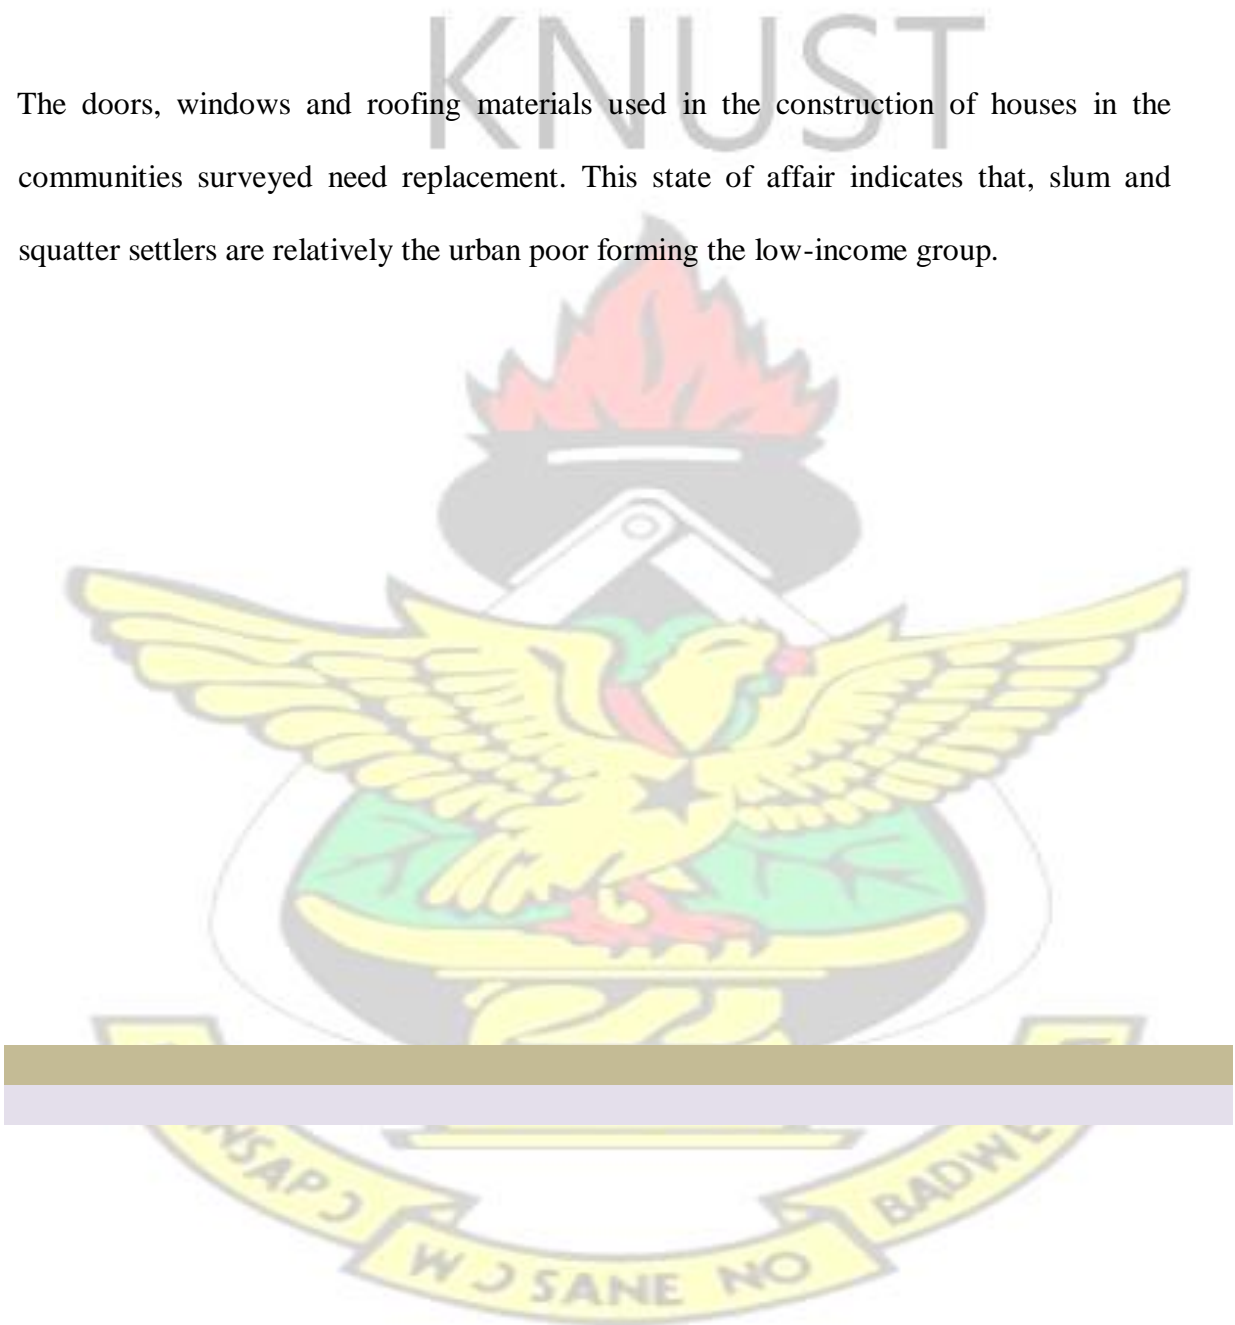 KNUST
The doors, windows and roofing materials used in the construction of houses in the
communities surveyed need replacement. This state of affair indicates that, slum and
squatter settlers are relatively the urban poor forming the low-income group.
NSAPƆ
WƆSANE NO
BADWE